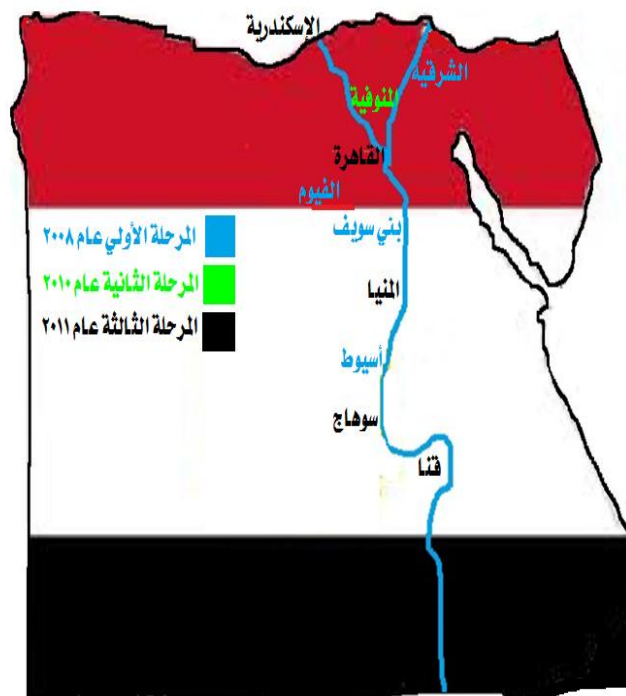 الإسكندرية
الشرقية
المنوفية
القاهرة
الفيوم
بني سويف
المرحلة الأولي عام ٢٠٠٨
المرحلة الثانية عام ٢٠١٠
المنيا
المرحلة الثالثة عام ٢٠١١
أسيوط
سوهاج
قنا